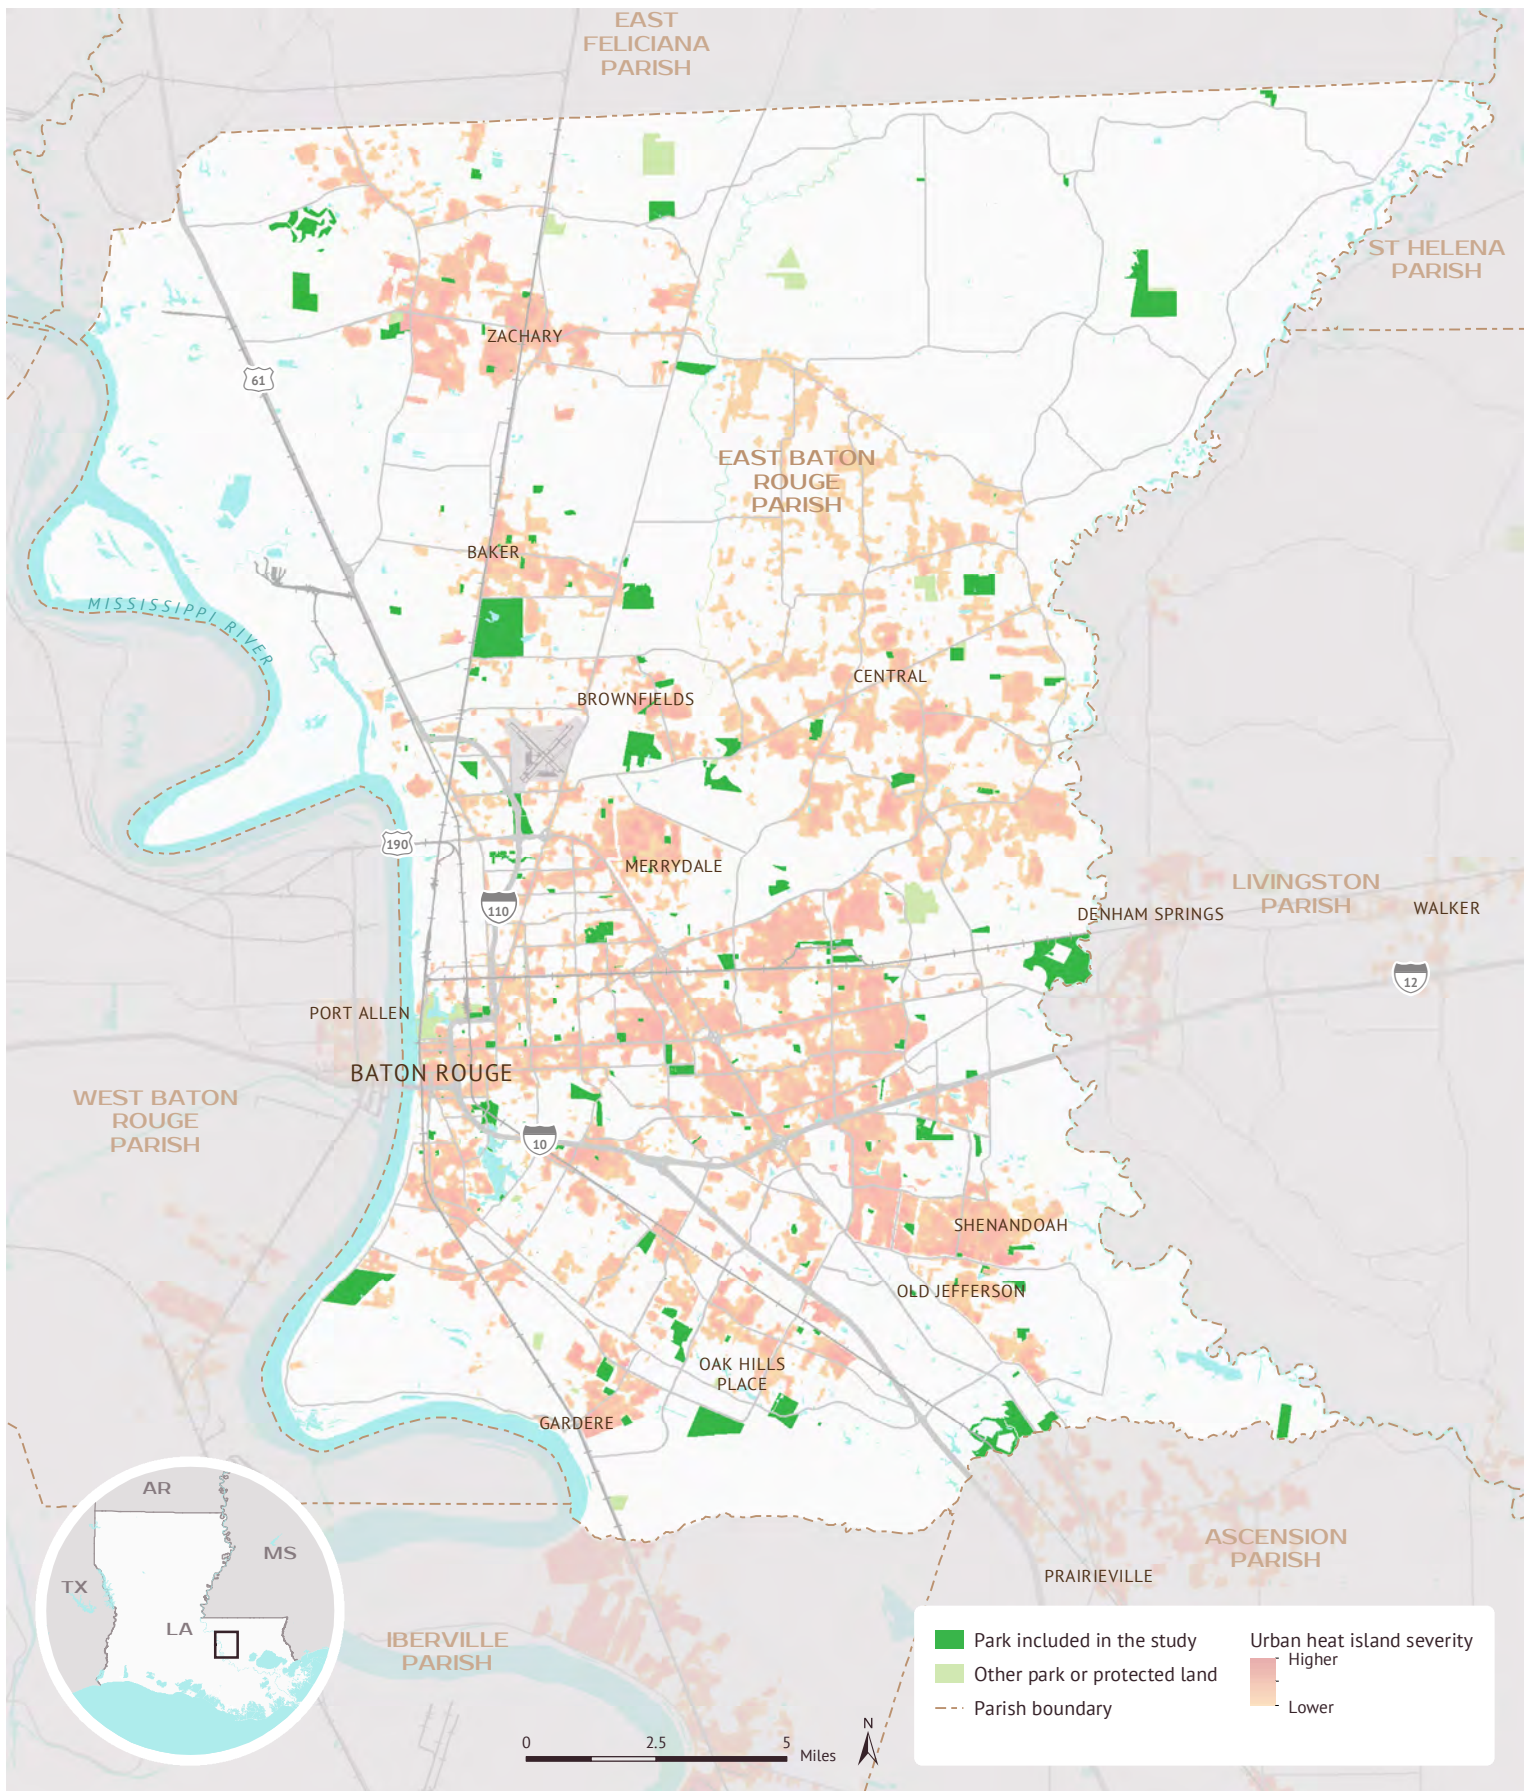 EAST
FELICIANA
PARISH
ST HELENA
PARISH
ZACHARY
61
EAST BATON
ROUGE
PARISH
BAKER
MISSISSIPPI RIVER
CENTRAL
BROWNFIELDS
190
MERRYDALE
110
LIVINGSTON
PARISH
WALKER
DENHAM SPRINGS
12
PORT ALLEN
BATON ROUGE
WEST BATON
ROUGE
PARISH
10
SHENANDOAH
OLD JEFFERSON
OAK HILLS
PLACE
GARDERE
AR
MS
TX
LA
ASCENSION
PARISH
PRAIRIEVILLE
IBERVILLE
PARISH
Park included in the study
Other park or protected land
Parish boundary
Urban heat island severity
Higher
Lower
0 2.5 5
Miles
N